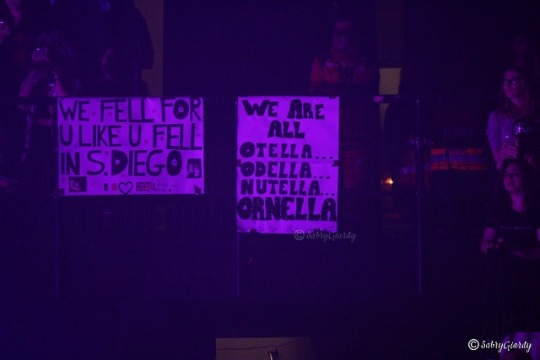 WE FELL FOR
U LIKE U FELL
IN S. DIEGO
WE ARE
ALL
OTELLA...
ODELLA...
NUTELLA...
ORNELLA
© SabryGiardy
© SabryGiardy